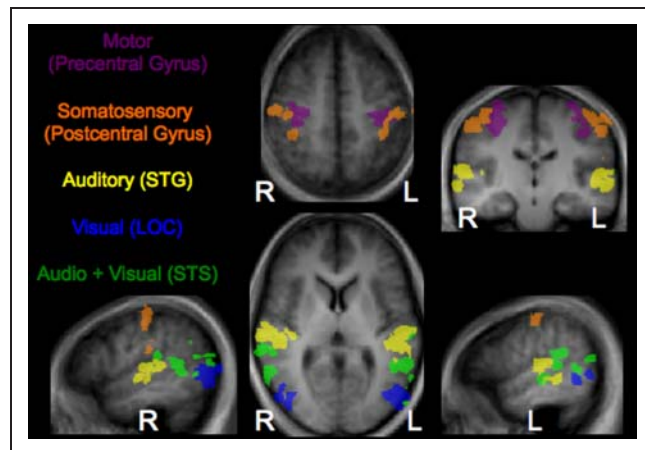 Motor
(Precentral Gyrus)
Somatosensory
(Postcentral Gyrus)
Auditory (STG)
Visual (LOC)
Audio + Visual (STS)
R L
R L
R
R L
L